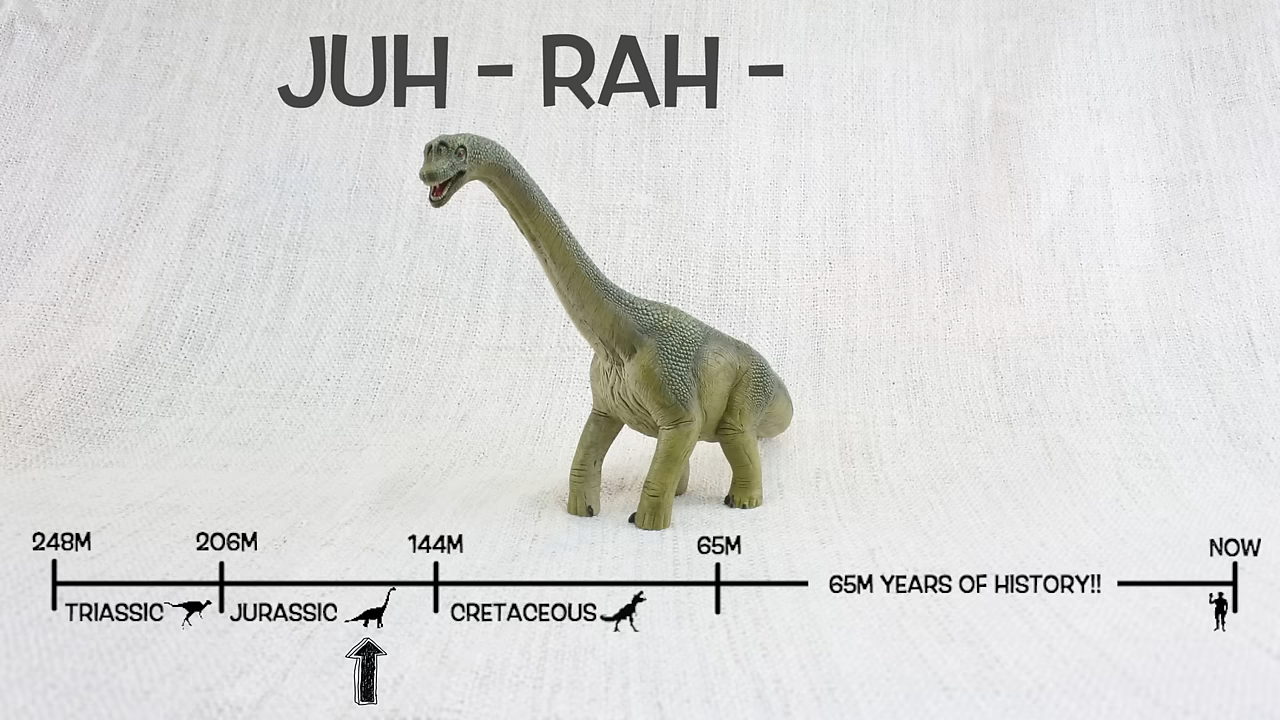 JUH - RAH -
248M 206M 144M 65M NOW
65M YEARS OF HISTORY!!
TRIASSIC JURASSIC CRETACEOUS